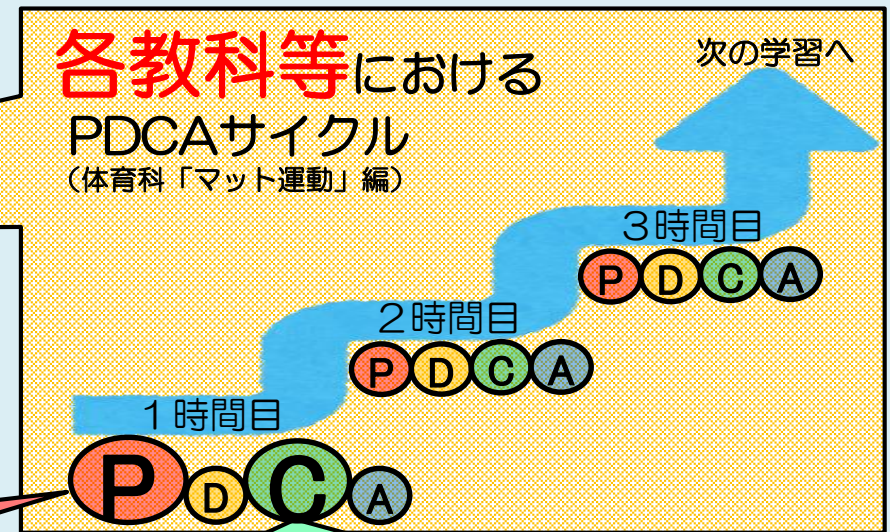 各教科等における
PDCAサイクル
（体育科「マット運動」編）
次の学習へ
３時間目
P D C A
２時間目
P D C A
１時間目
P D C A